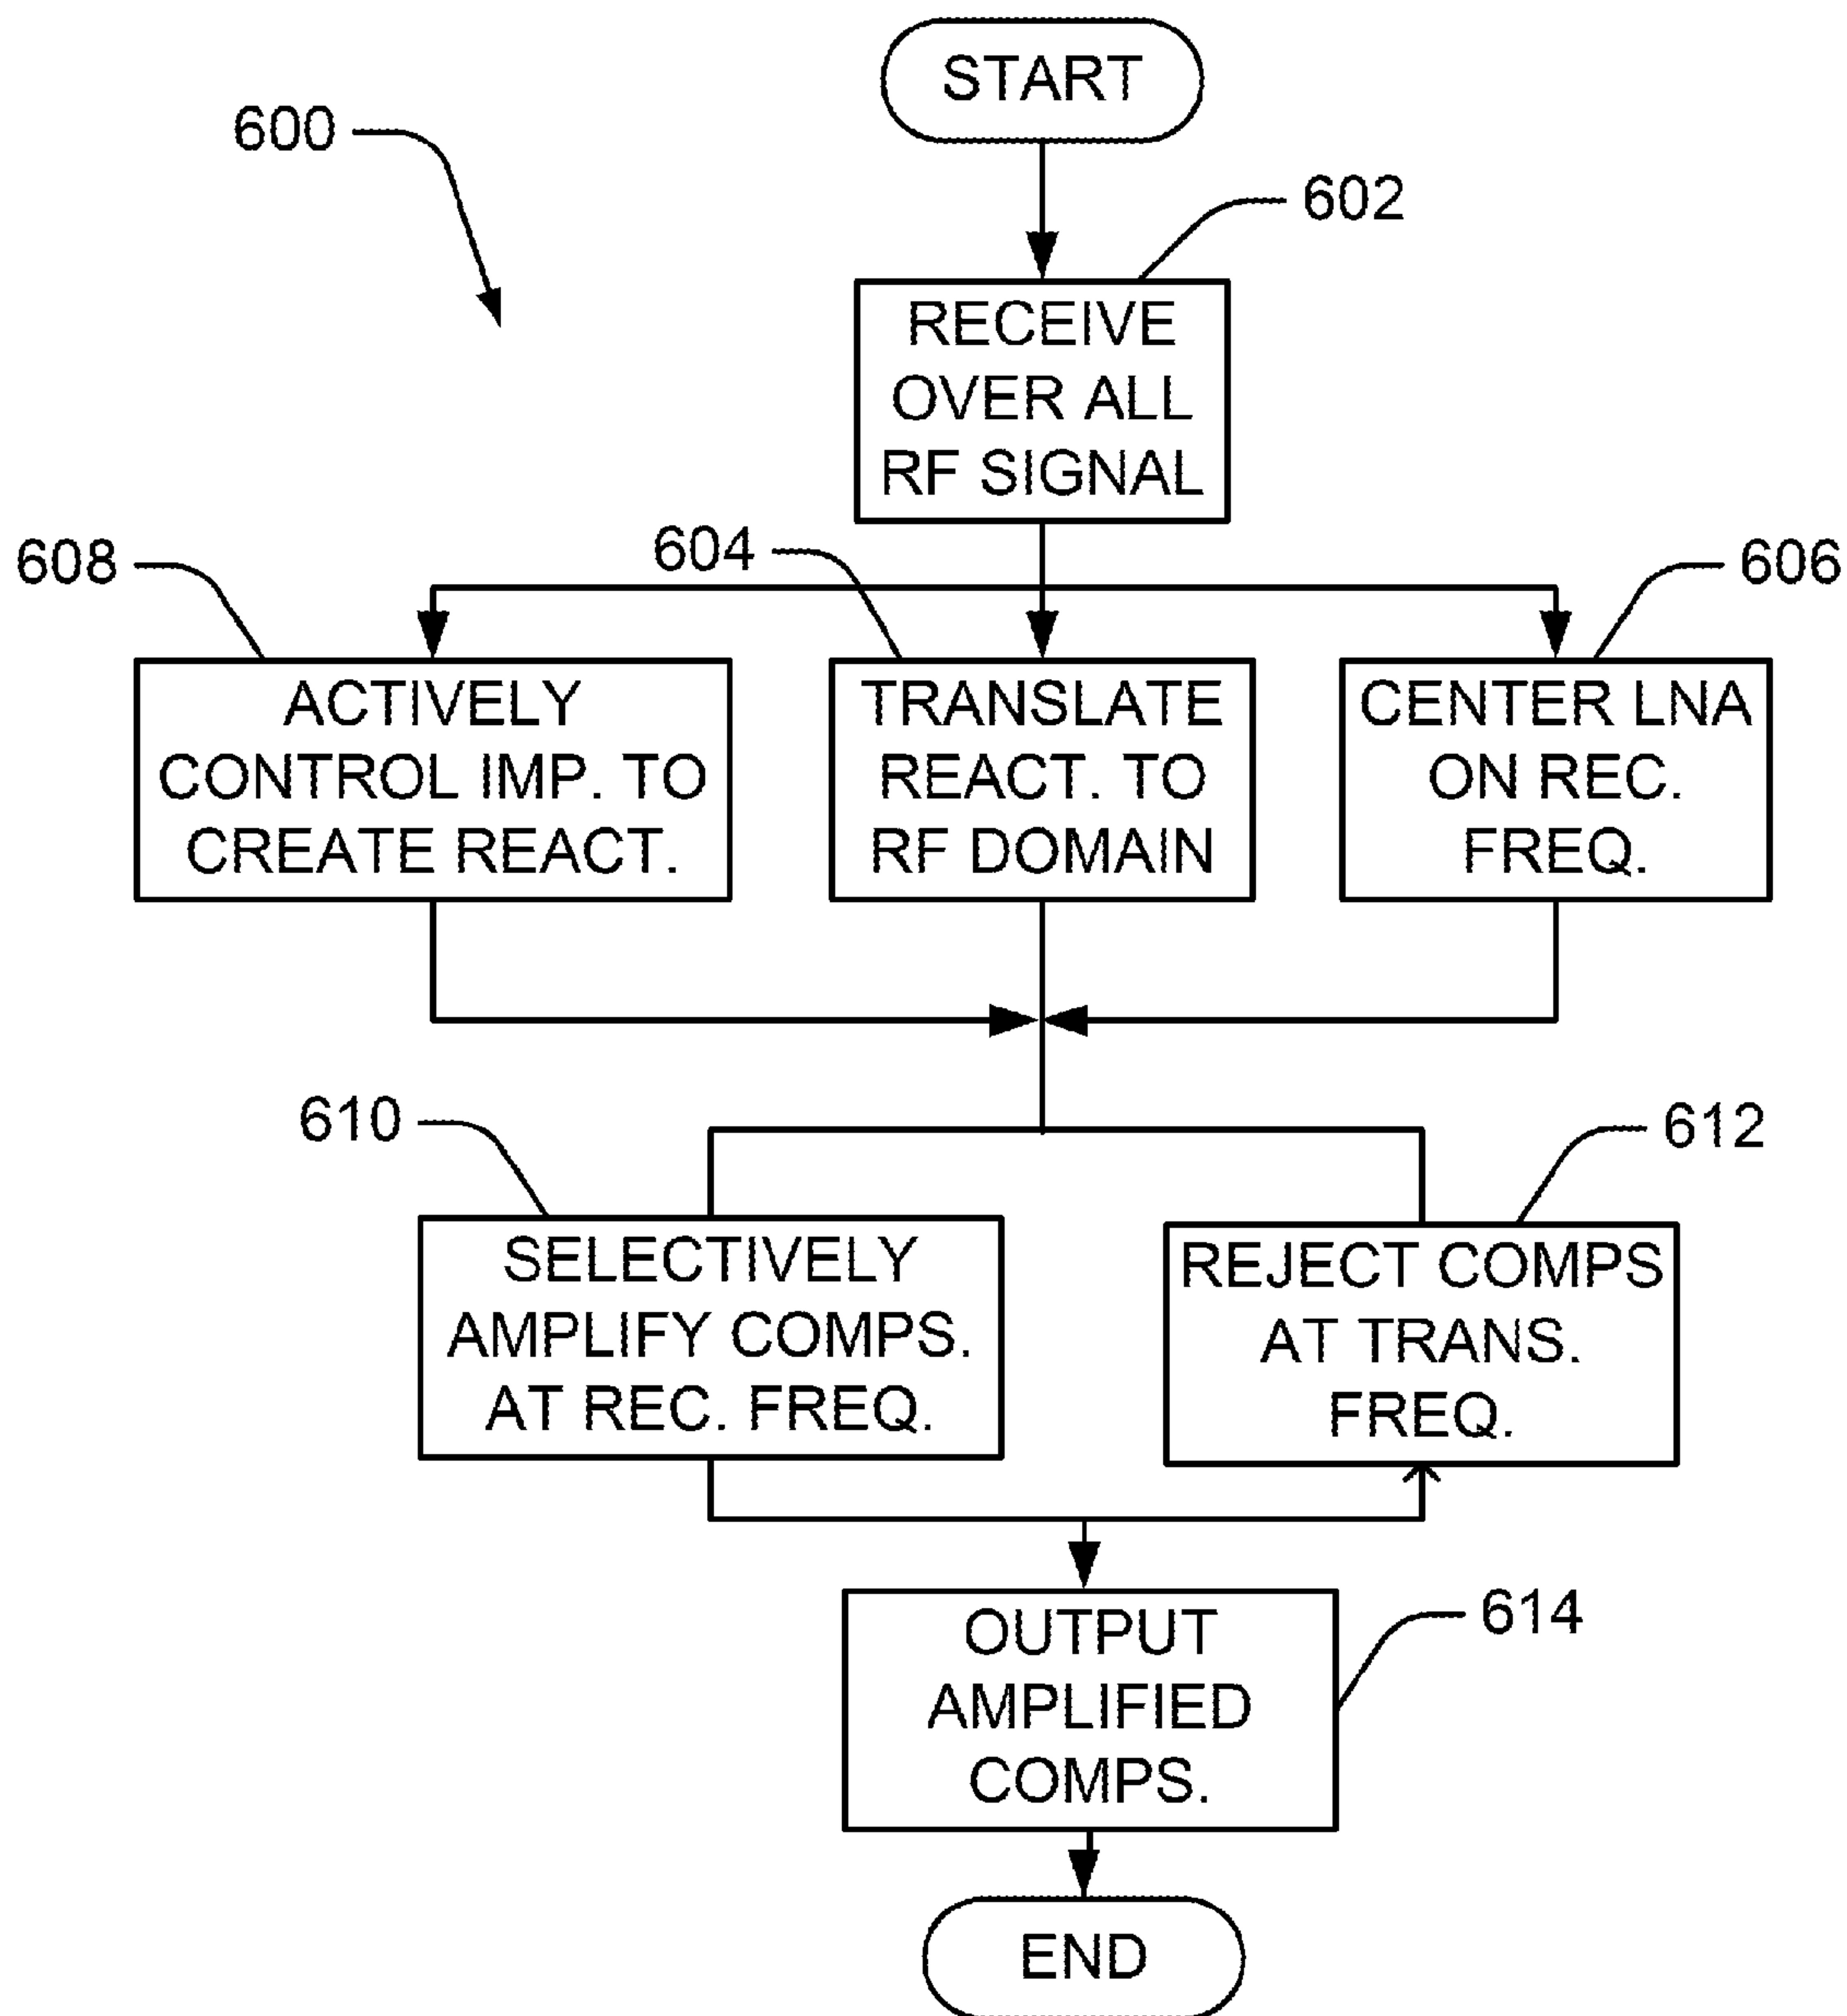 START
600
602
RECEIVE
OVER ALL
RF SIGNAL
608
604
606
ACTIVELY
CONTROL IMP. TO
CREATE REACT.
TRANSLATE
REACT. TO
RF DOMAIN
CENTER LNA
ON REC.
FREQ.
610
612
SELECTIVELY
AMPLIFY COMPS.
AT REC. FREQ.
REJECT COMPS
AT TRANS.
FREQ.
614
OUTPUT
AMPLIFIED
COMPS.
END